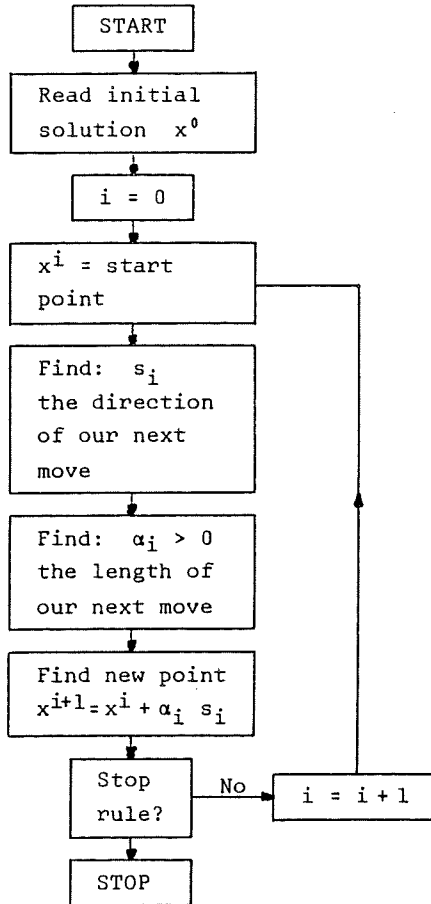 START
Read initial
solution x⁰
i = 0
xⁱ = start
point
Find: sᵢ
the direction
of our next
move
Find: αᵢ > 0
the length of
our next move
Find new point
xⁱ⁺¹=xⁱ + αᵢ sᵢ
Stop
rule?
No
i = i + 1
STOP